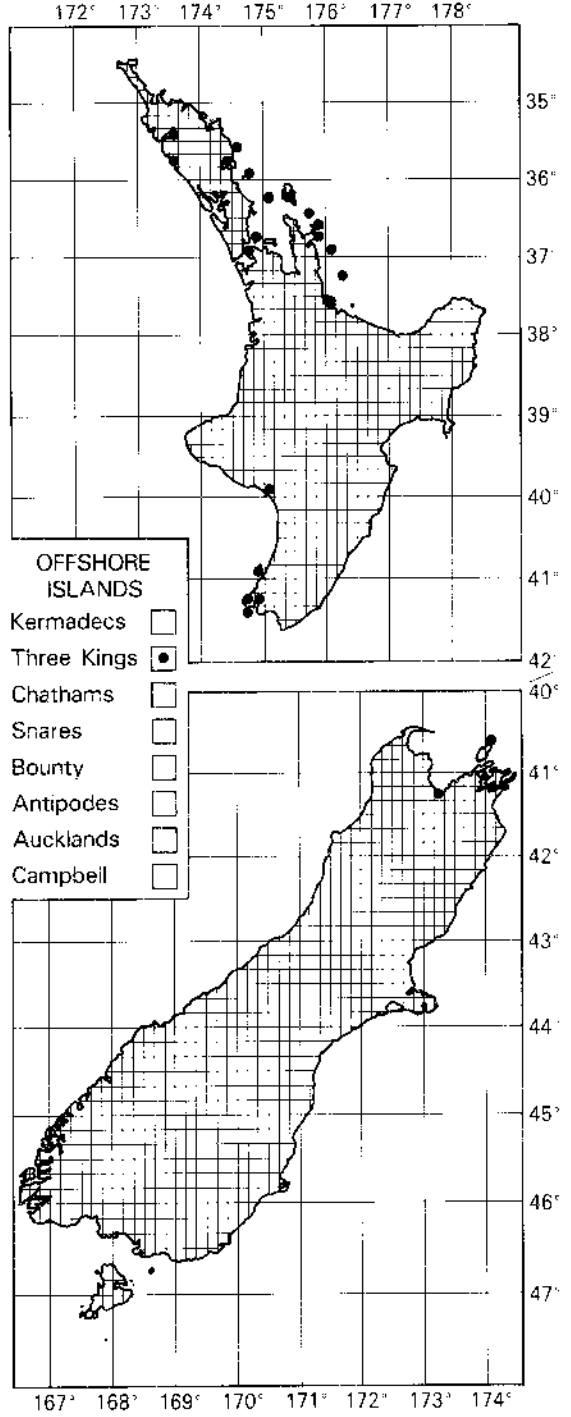 172° 173° 174° 175° 176° 177° 178°
35°
36°
37°
38°
39°
40°
41°
42°
OFFSHORE
ISLANDS
Kermadecs
Three Kings
Chathams
Snares
Bounty
Antipodes
Aucklands
Campbell
40°
41°
42°
43°
44°
45°
46°
47°
167° 168° 169° 170° 171° 172° 173° 174°